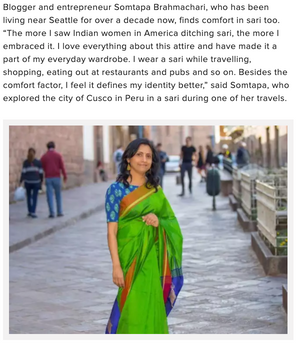 Blogger and entrepreneur Somtapa Brahmachari, who has been
living near Seattle for over a decade now, finds comfort in sari too.
“The more I saw Indian women in America ditching sari, the more I
embraced it. I love everything about this attire and have made it a
part of my everyday wardrobe. I wear a sari while travelling,
shopping, eating out at restaurants and pubs and so on. Besides the
comfort factor, I feel it defines my identity better,” said Somtapa, who
explored the city of Cusco in Peru in a sari during one of her travels.